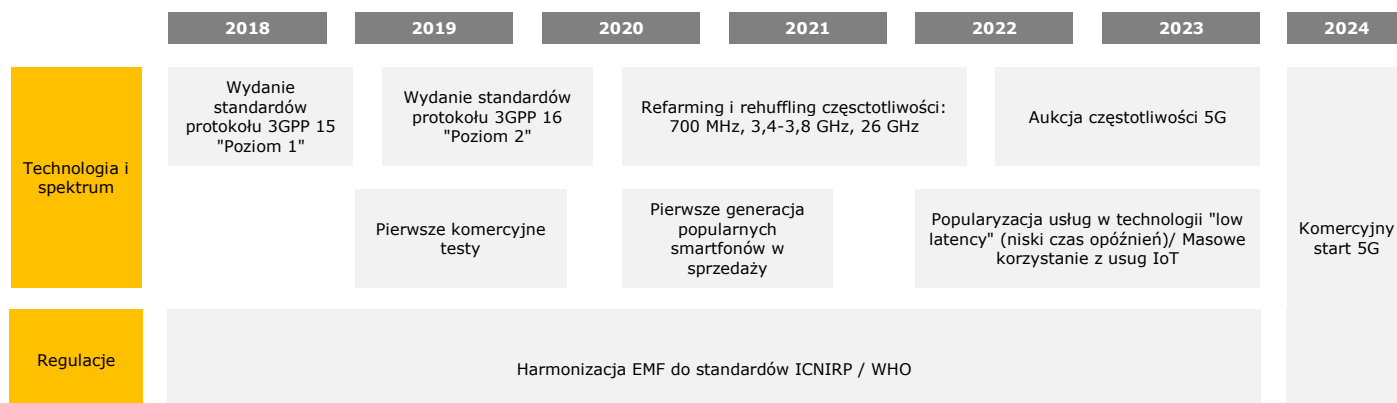 2018
2019
2020
2021
2022
2023
2024
Technologia i
spektrum
Wydanie
standardów
protokołu 3GPP 15
"Poziom 1"
Wydanie standardów
protokołu 3GPP 16
"Poziom 2"
Refarming i rehuffling częsctotliwości:
700 MHz, 3,4-3,8 GHz, 26 GHz
Aukcja częstotliwości 5G
Pierwsze komercyjne
testy
Pierwsze generacja
popularnych
smartfonów w
sprzedaży
Popularyzacja usług w technologii "low
latency" (niski czas opóźnień)/ Masowe
korzystanie z usug IoT
Komercyjny
start 5G
Regulacje
Harmonizacja EMF do standardów ICNIRP / WHO